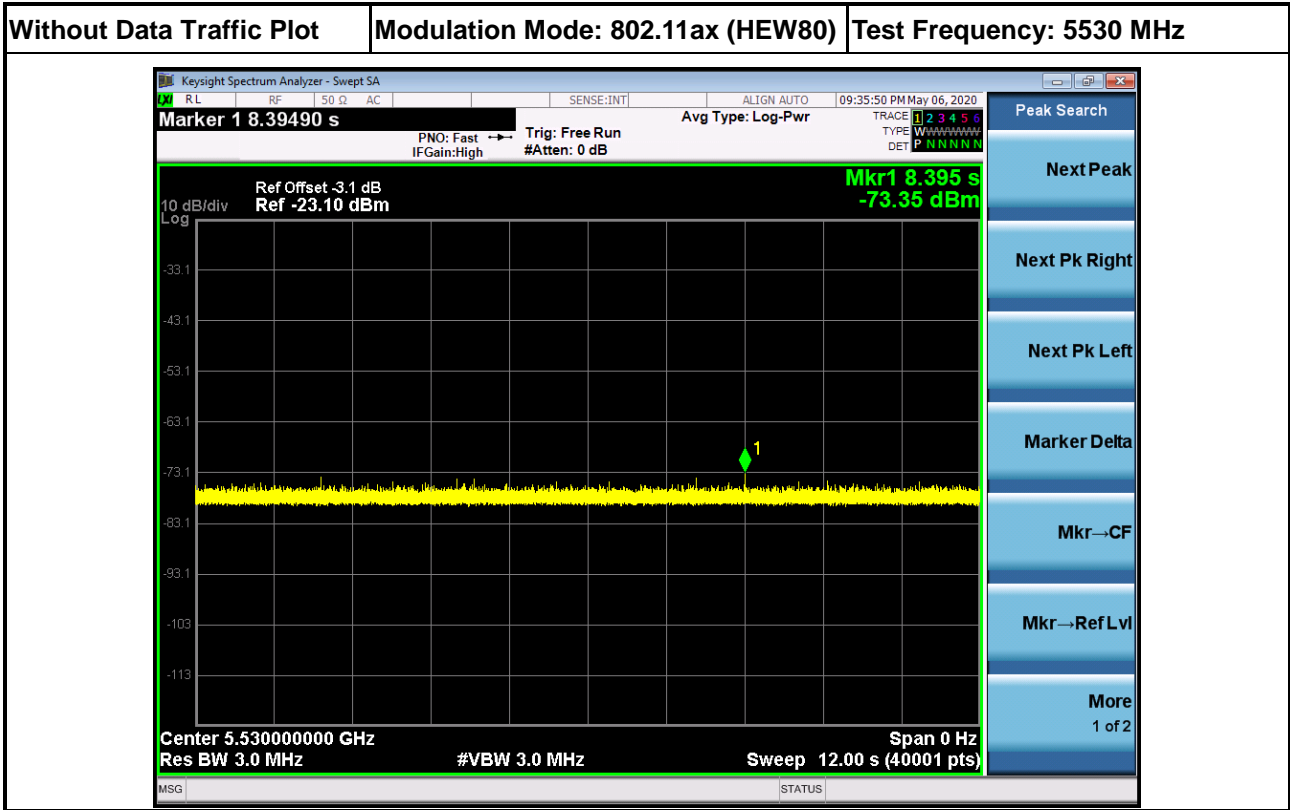 Without Data Traffic Plot Modulation Mode: 802.11ax (HEW80) Test Frequency: 5530 MHz
Keysight Spectrum Analyzer - Swept SA
LXI RL RF 50 Ω AC SENSE:INT ALIGN AUTO 09:35:50 PM May 06, 2020
Marker 1 8.39490 s
PNO: Fast
IFGain:High
Trig: Free Run
#Atten: 0 dB
Avg Type: Log-Pwr
TRACE 1 2 3 4 5 6
TYPE WWWWWW
DET P N N N N N
Peak Search
Mkr1 8.395 s
-73.35 dBm
Ref Offset -3.1 dB
10 dB/div Ref -23.10 dBm
Log
-33.1
-43.1
-53.1
-63.1
-73.1
-83.1
-93.1
-103
-113
1
Center 5.530000000 GHz Span 0 Hz
Res BW 3.0 MHz #VBW 3.0 MHz Sweep 12.00 s (40001 pts)
MSG STATUS
Next Peak
Next Pk Right
Next Pk Left
Marker Delta
Mkr→CF
Mkr→Ref Lvl
More
1 of 2